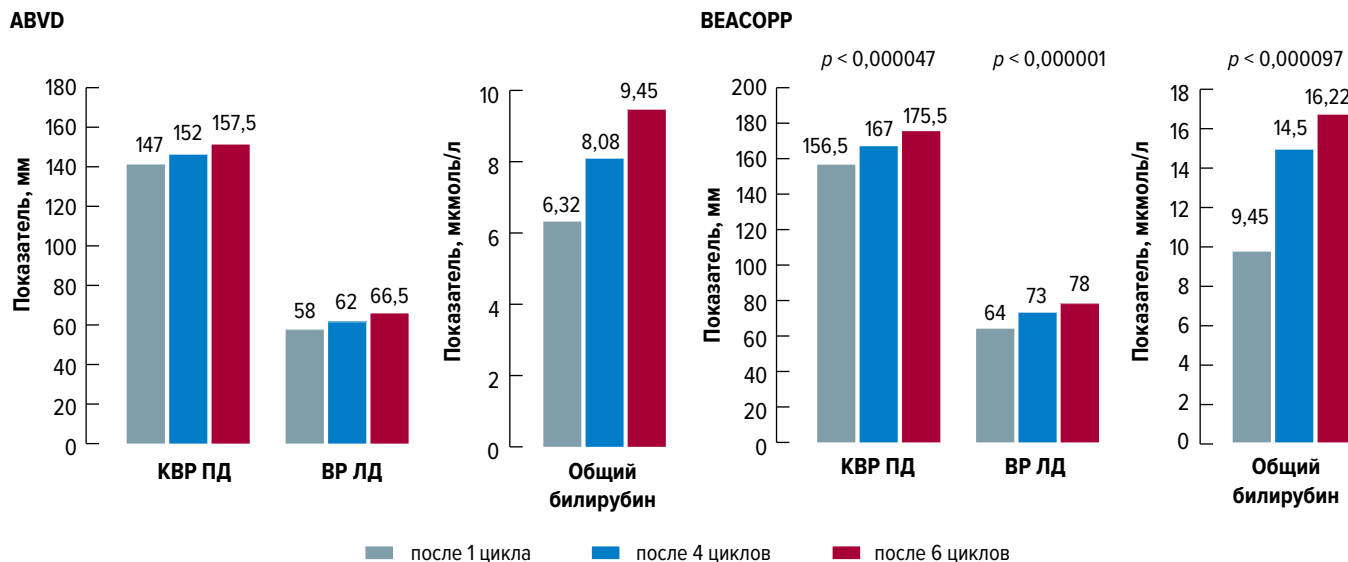 ABVD
Показатель, мм
180
160
140
120
100
80
60
40
20
0
147
152
157,5
58
62
66,5
КВР ПД
ВР ЛД
Показатель, мкмоль/л
10
8
6
4
2
0
6,32
8,08
9,45
Общий
билирубин
BEACOPP
p < 0,000047
p < 0,000001
p < 0,000097
Показатель, мм
200
180
160
140
120
100
80
60
40
20
0
156,5
167
175,5
64
73
78
КВР ПД
ВР ЛД
Показатель, мкмоль/л
18
16
14
12
10
8
6
4
2
0
9,45
14,5
16,22
Общий
билирубин
после 1 цикла
после 4 циклов
после 6 циклов